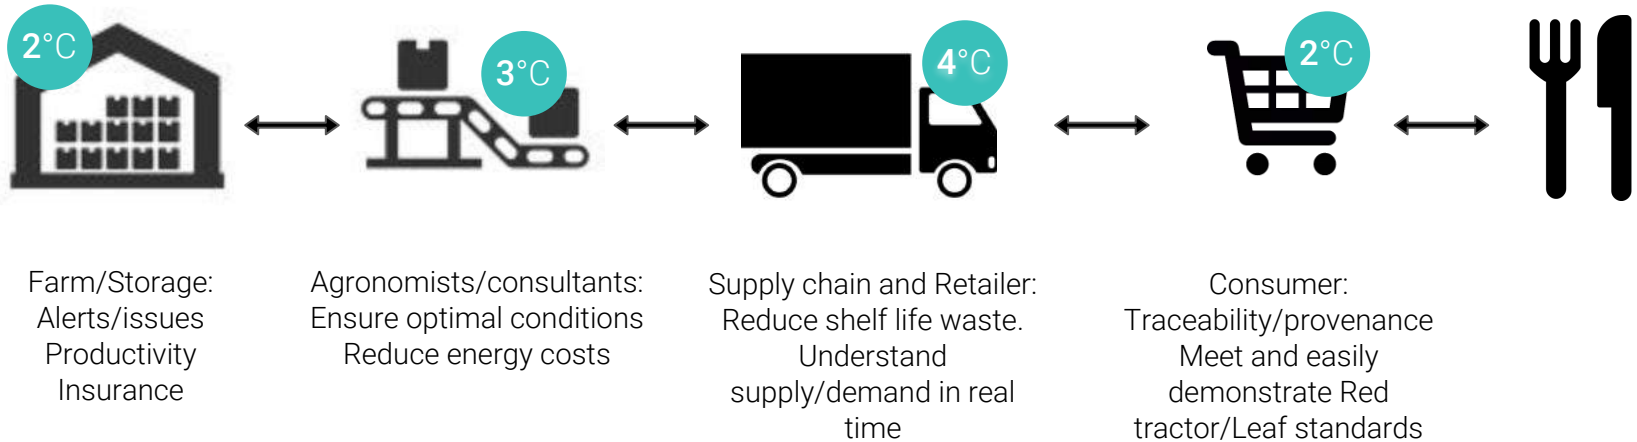 2°C
3°C
4°C
2°C
Farm/Storage:
Alerts/issues
Productivity
Insurance
Agronomists/consultants:
Ensure optimal conditions
Reduce energy costs
Supply chain and Retailer:
Reduce shelf life waste.
Understand
supply/demand in real
time
Consumer:
Traceability/provenance
Meet and easily
demonstrate Red
tractor/Leaf standards